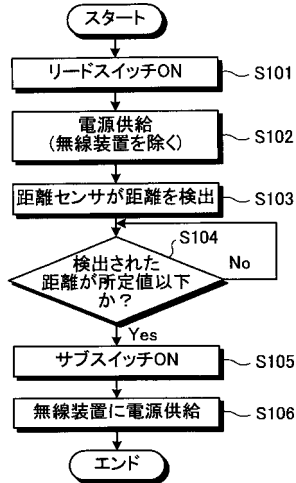 スタート
リードスイッチON
S101
電源供給
(無線装置を除く)
S102
距離センサが距離を検出
S103
S104
検出された
距離が所定値以下
か？
No
Yes
サブスイッチON
S105
無線装置に電源供給
S106
エンド